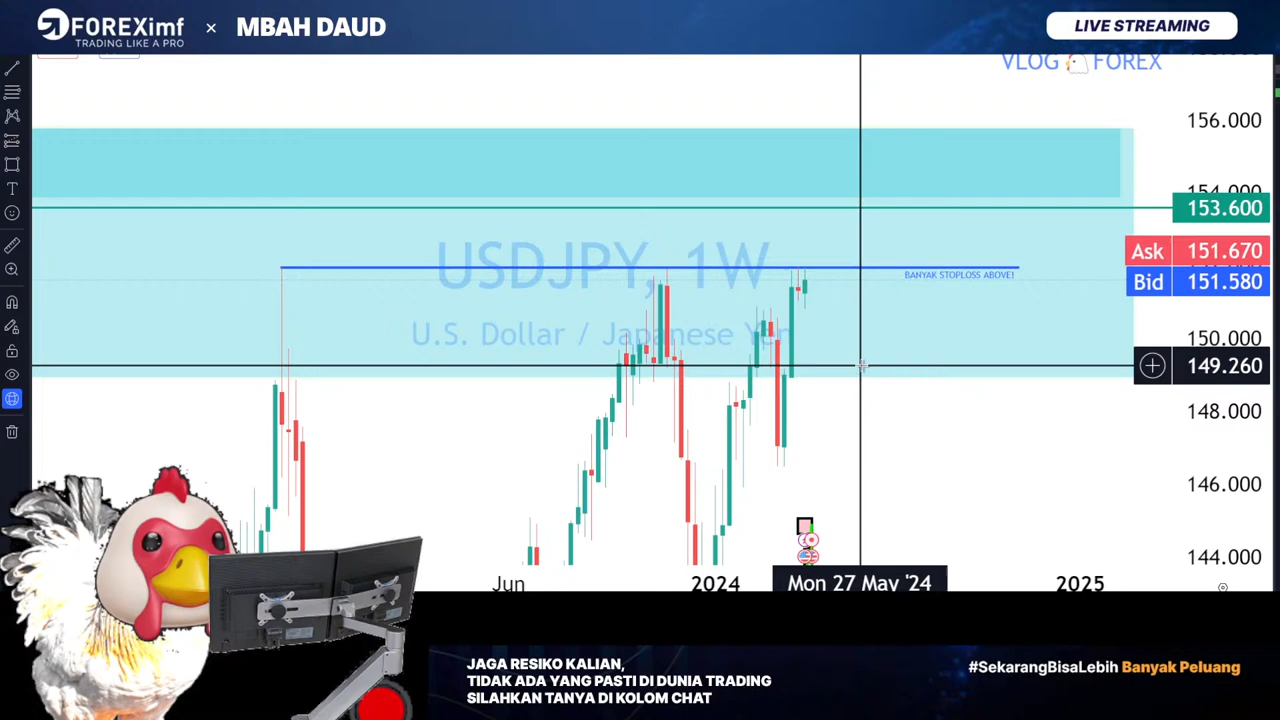 FOREXimf
TRADING LIKE A PRO
×
MBAH DAUD
LIVE STREAMING
VLOG FOREX
156.000
154.000
153.600
Ask 151.670
Bid 151.580
BANYAK STOPLOSS ABOVE!
USDJPY, 1W
U.S. Dollar / Japanese Yen
150.000
149.260
148.000
146.000
144.000
Jun
2024
Mon 27 May '24
2025
JAGA RESIKO KALIAN,
TIDAK ADA YANG PASTI DI DUNIA TRADING
SILAHKAN TANYA DI KOLOM CHAT
#SekarangBisaLebih Banyak Peluang